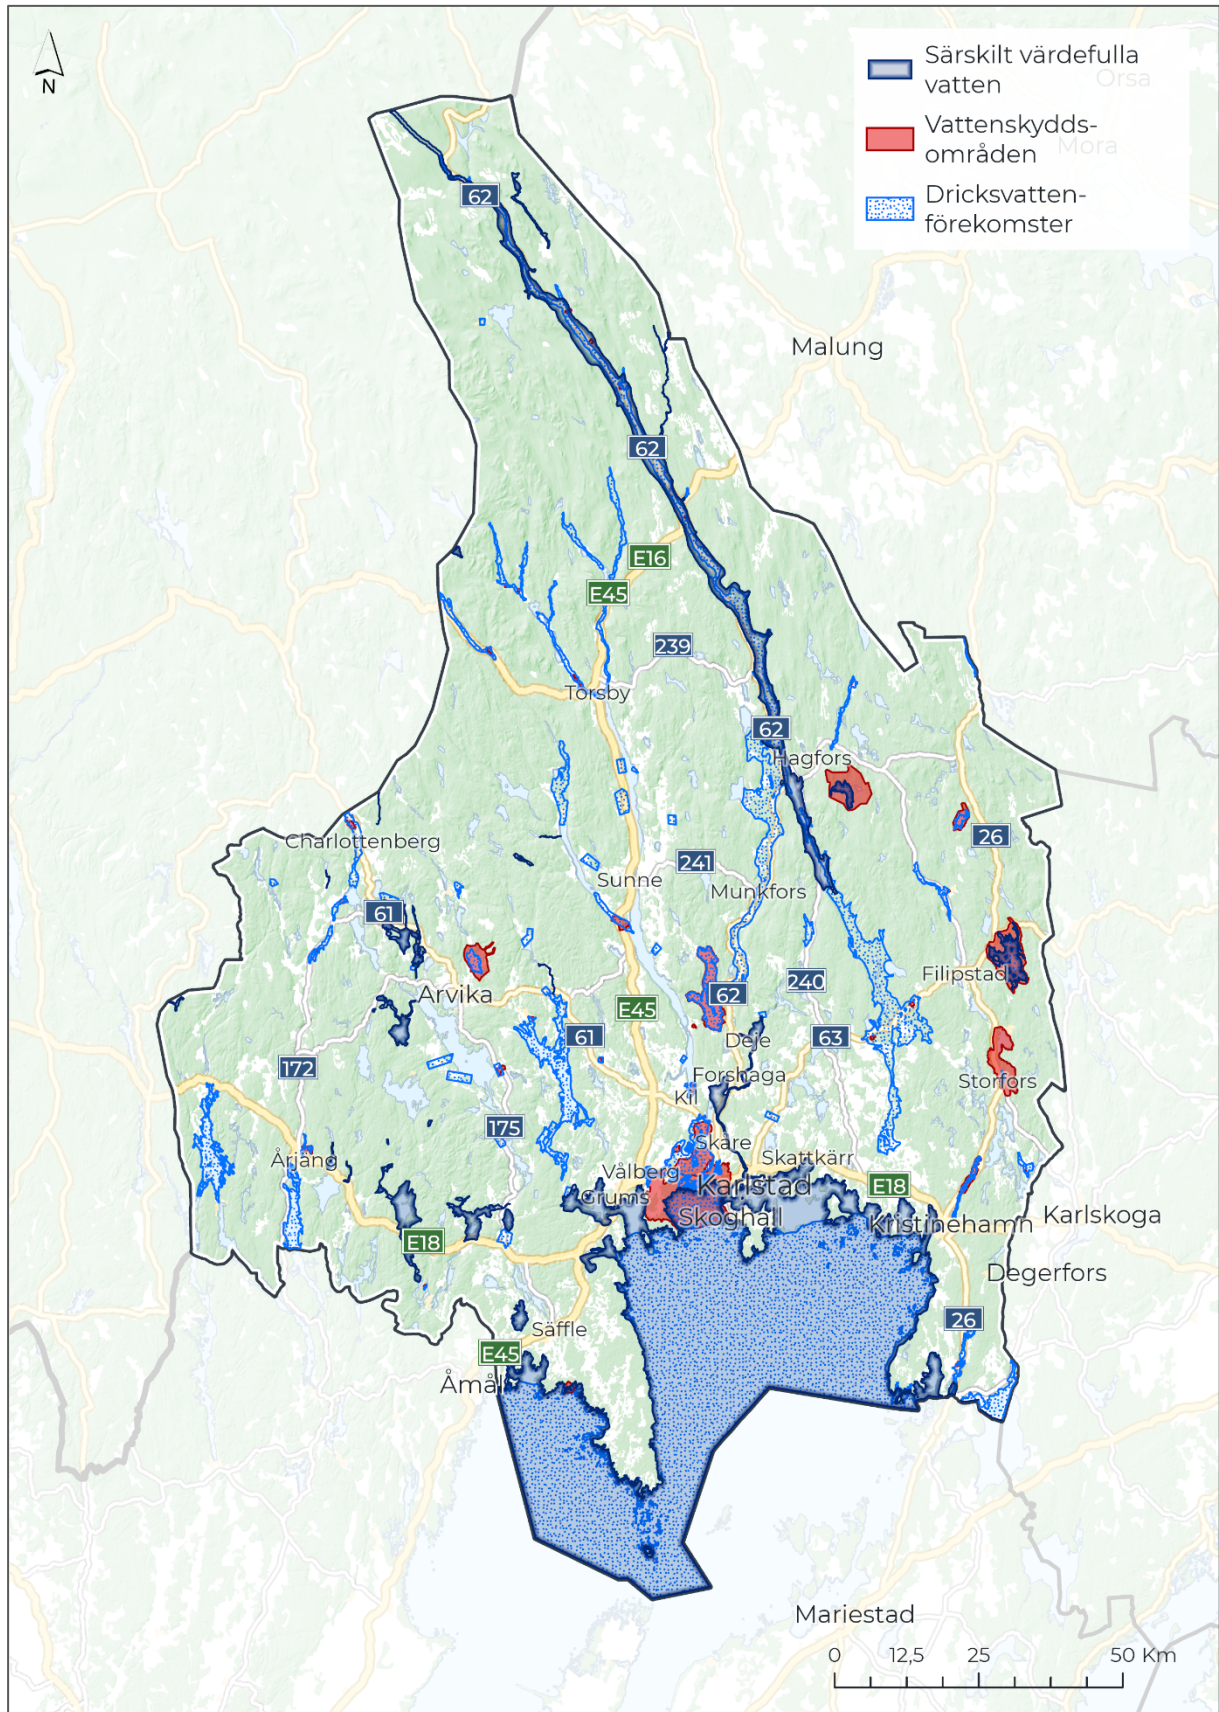 N
Särskilt värdefulla
vatten
Orsa
Vattenskydds-
områden
Mora
Dricksvatten-
förekomster
62
Malung
62
E16
E45
239
Torsby
62
Hagfors
26
Charlottenberg
241
Sunne
Munkfors
61
Filipstad
240
Arvika
62
E45
61
63
Deje
172
Forshaga
Storfors
Kil
175
Skåre
Skattkärr
Årjäng
Vålberg
Karlstad
E18
Grums
Skoghall
Kristinehamn
Karlskoga
E18
Degerfors
26
Säffle
E45
Åmål
Mariestad
0 12,5 25 50 Km